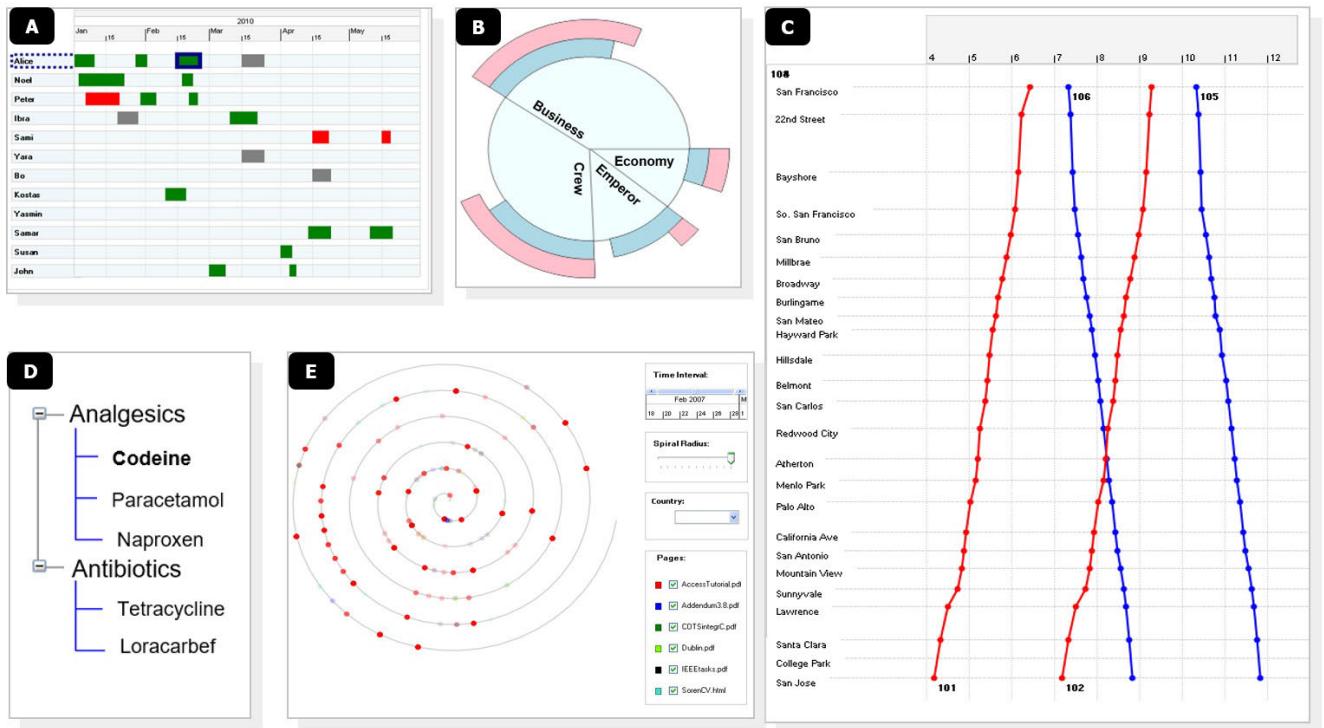 A
2010
Jan
Feb
Mar
Apr
May
15
15
15
15
15
Alice
Noel
Peter
Ibra
Sami
Yara
Bo
Kostas
Yasmin
Samar
Susan
John
B
Business
Economy
Emperor
Crew
C
4 5 6 7 8 9 10 11 12
San Francisco
106
105
22nd Street
Bayshore
So. San Francisco
San Bruno
Millbrae
Broadway
Burlingame
San Mateo
Hayward Park
Hillsdale
Belmont
San Carlos
Redwood City
Atherton
Menlo Park
Palo Alto
California Ave
San Antonio
Mountain View
Sunnyvale
Lawrence
Santa Clara
College Park
San Jose
101
102
D
Analgesics
Codeine
Paracetamol
Naproxen
Antibiotics
Tetracycline
Loracarbef
E
Time Interval:
Feb 2007 M
18 20 22 24 26 28 1
Spiral Radius:
Country:
Pages:
AccessTutorial.pdf
Addendum3.8.pdf
COTSintegrC.pdf
Dublin.pdf
IEEEtasks.pdf
SorenCV.html